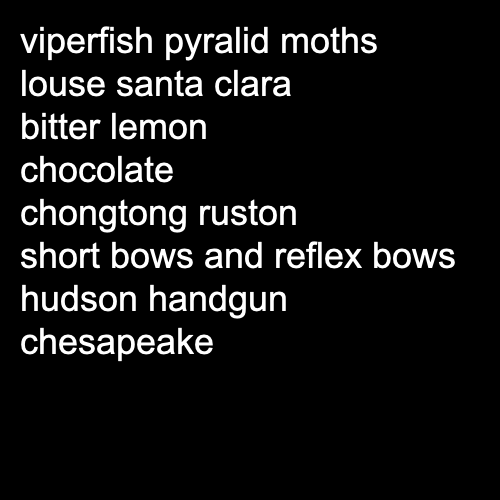 viperfish pyralid moths
louse santa clara
bitter lemon
chocolate
chongtong ruston
short bows and reflex bows
hudson handgun
chesapeake